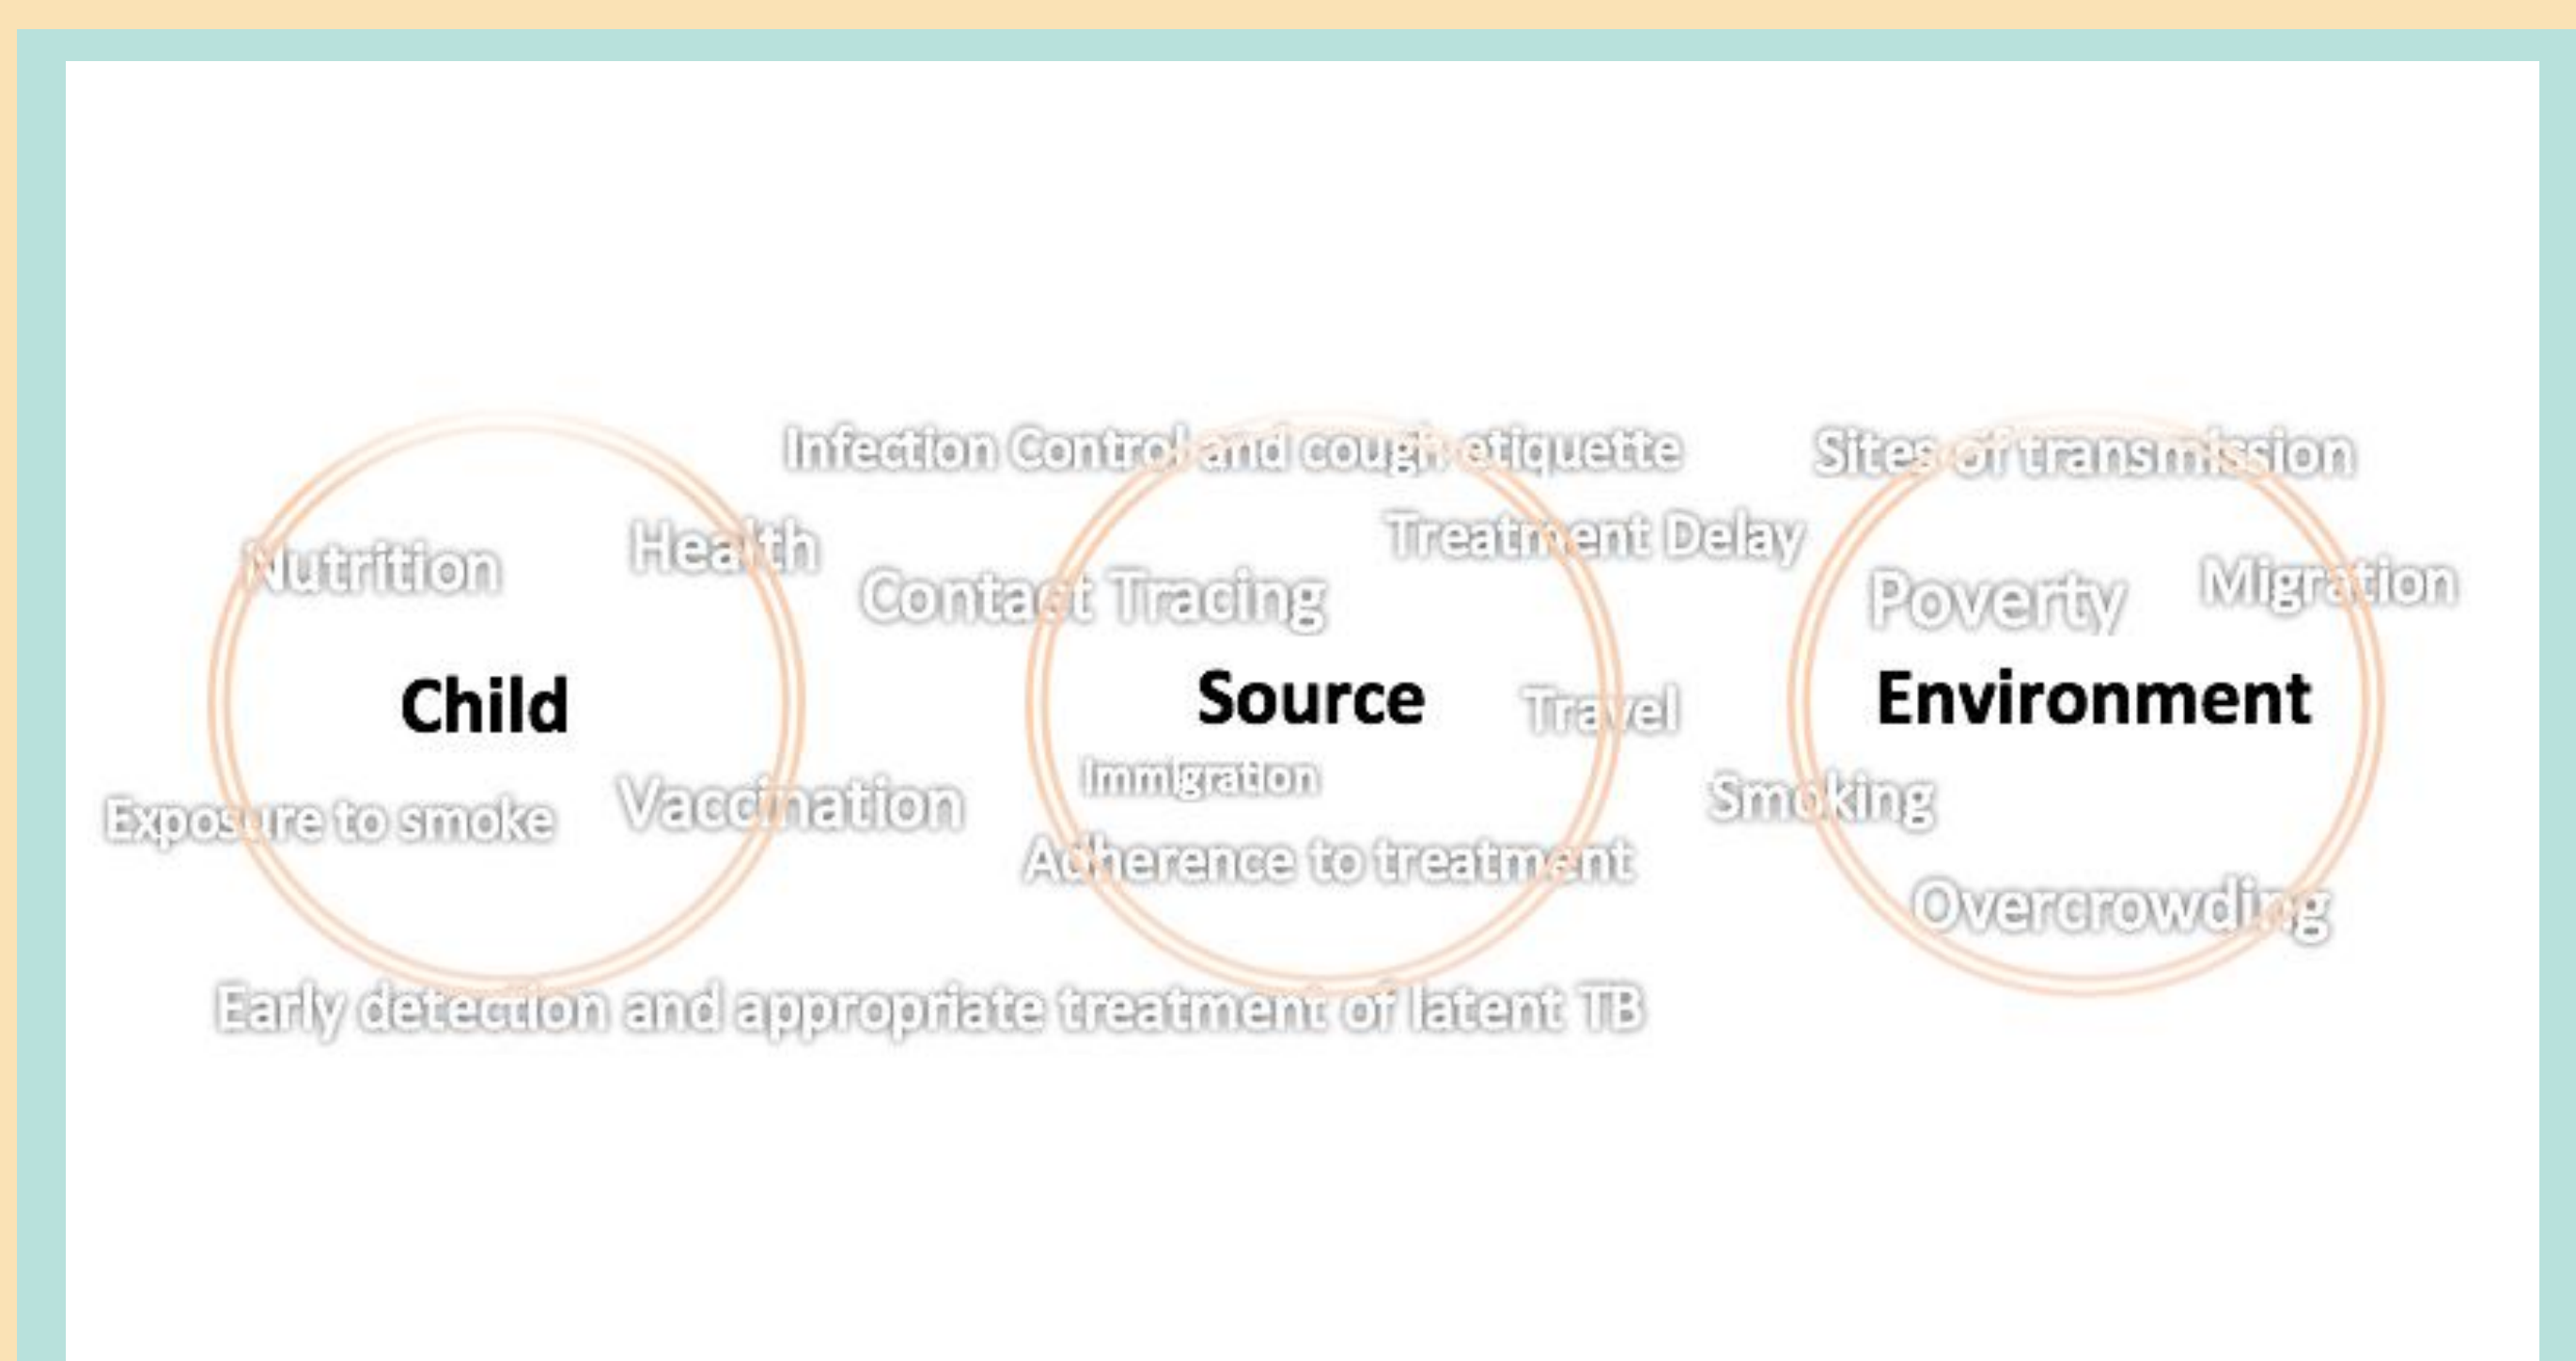 Infection Control and cough etiquette
Sites of transmission
Nutrition
Health
Treatment Delay
Contact Tracing
Poverty
Migration
Child
Source
Environment
Travel
Immigration
Exposure to smoke
Vaccination
Smoking
Adherence to treatment
Overcrowding
Early detection and appropriate treatment of latent TB